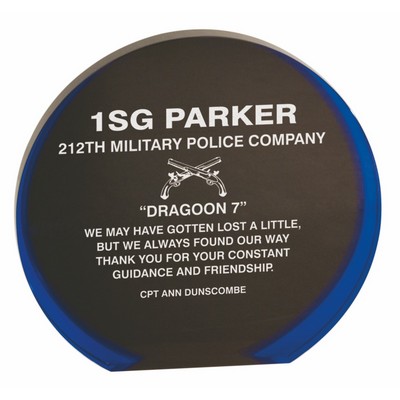 1SG PARKER
212TH MILITARY POLICE COMPANY
“DRAGOON 7”
WE MAY HAVE GOTTEN LOST A LITTLE,
BUT WE ALWAYS FOUND OUR WAY
THANK YOU FOR YOUR CONSTANT
GUIDANCE AND FRIENDSHIP.
CPT ANN DUNSCOMBE